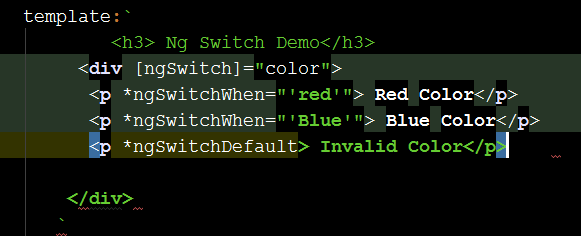 template:`
<h3> Ng Switch Demo</h3>
<div [ngSwitch]="color">
<p *ngSwitchWhen="'red'"> Red Color</p>
<p *ngSwitchWhen="'Blue'"> Blue Color</p>
<p *ngSwitchDefault> Invalid Color</p>
</div>
`